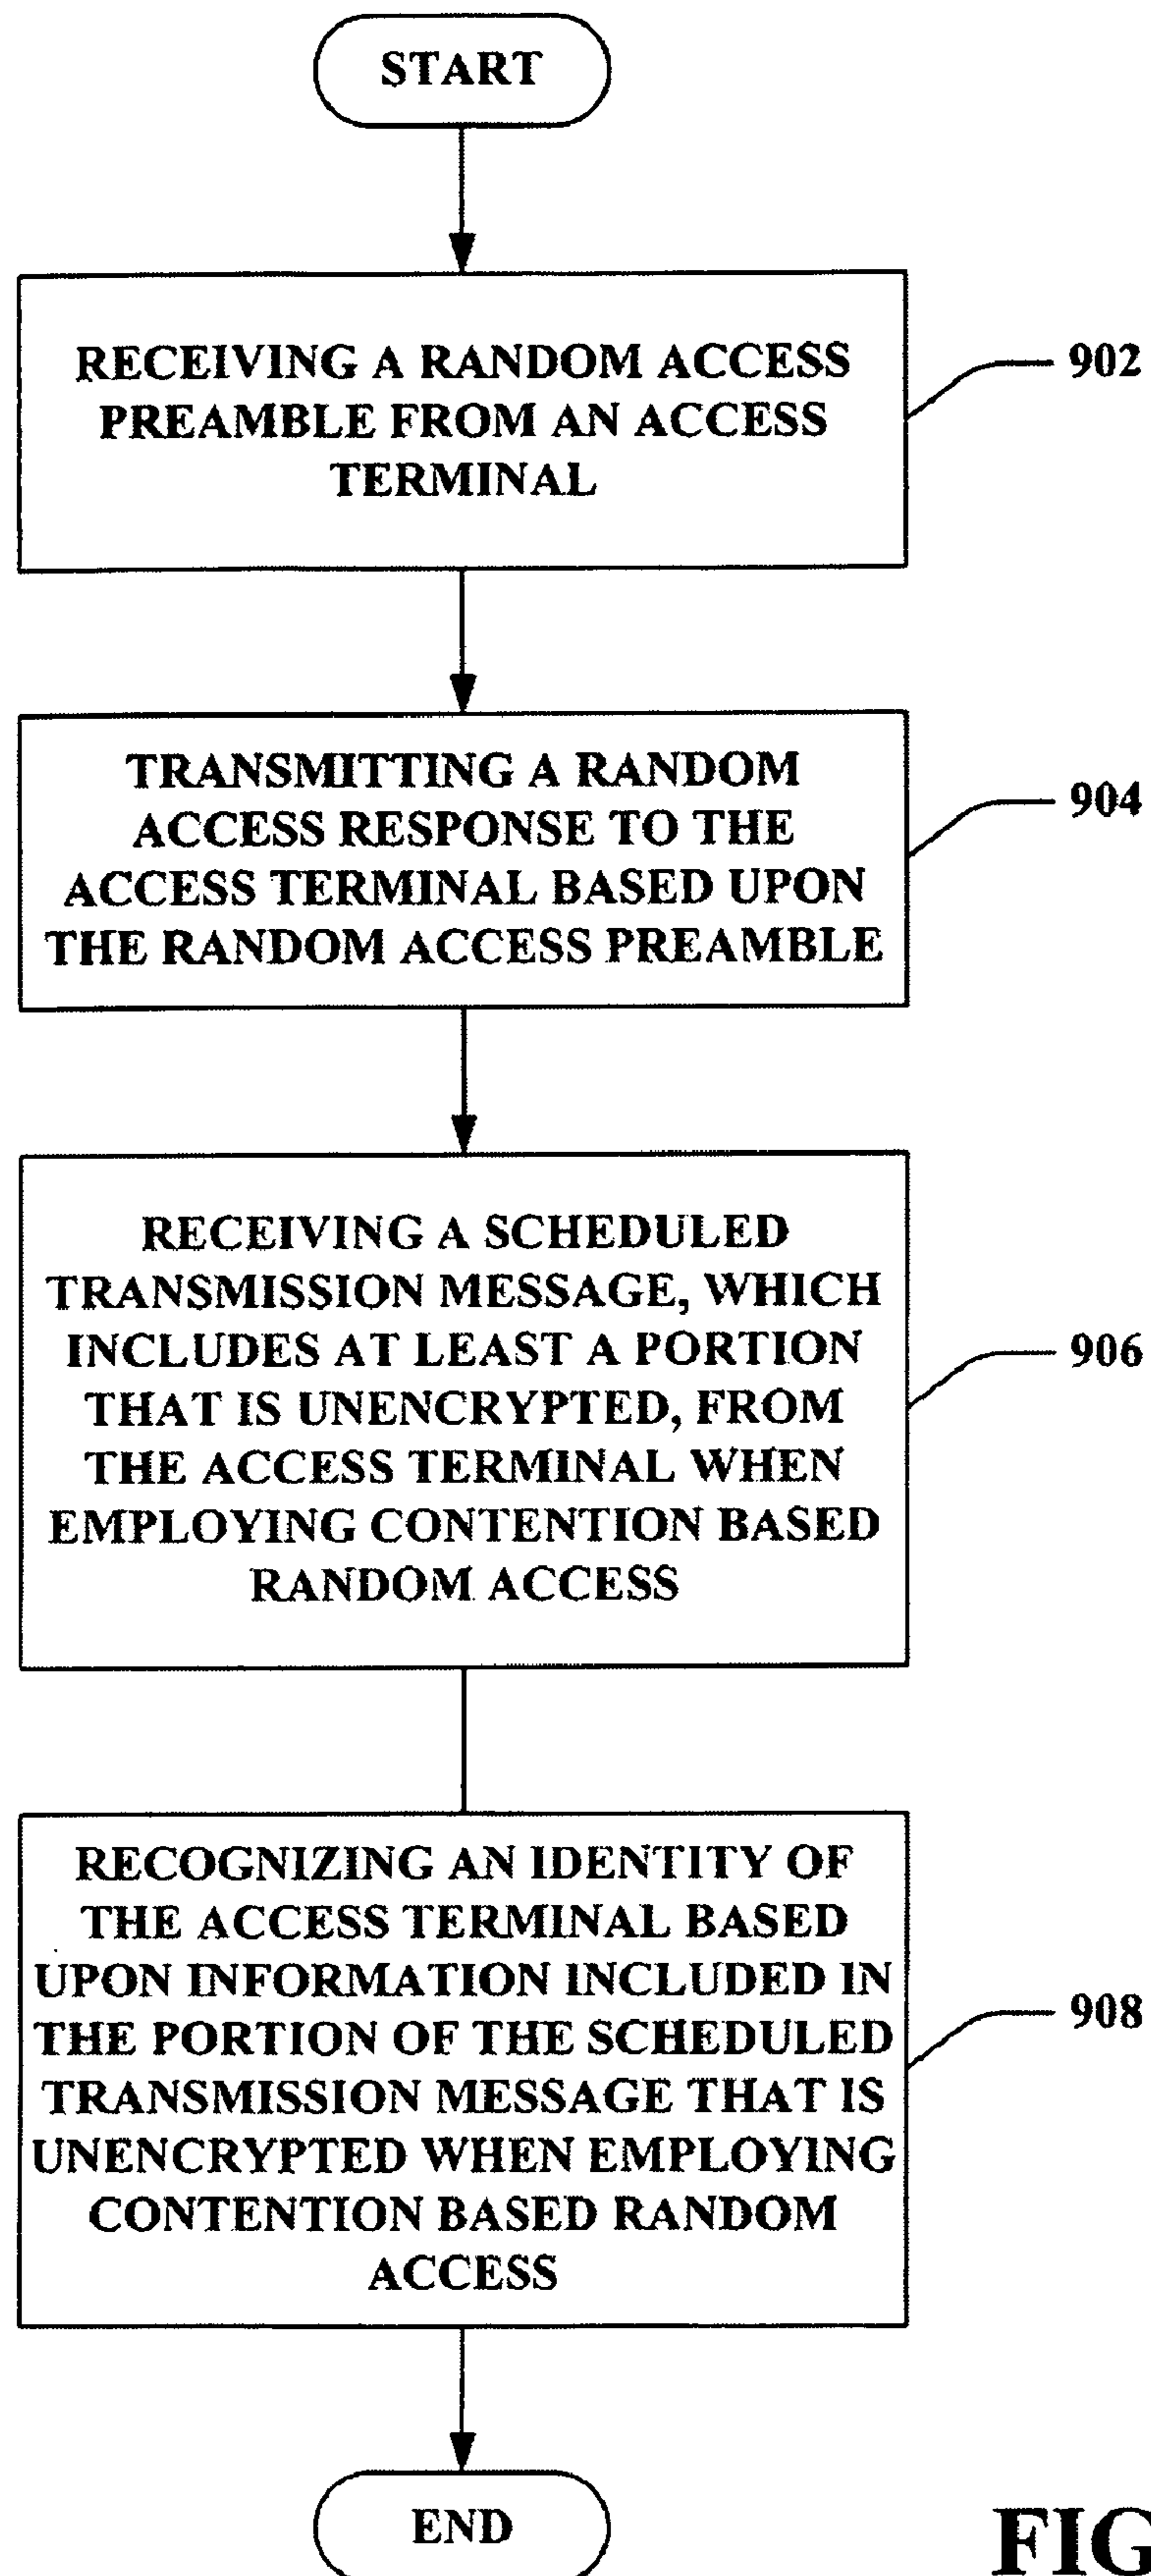 START
RECEIVING A RANDOM ACCESS
PREAMBLE FROM AN ACCESS
TERMINAL
902
TRANSMITTING A RANDOM
ACCESS RESPONSE TO THE
ACCESS TERMINAL BASED UPON
THE RANDOM ACCESS PREAMBLE
904
RECEIVING A SCHEDULED
TRANSMISSION MESSAGE, WHICH
INCLUDES AT LEAST A PORTION
THAT IS UNENCRYPTED, FROM
THE ACCESS TERMINAL WHEN
EMPLOYING CONTENTION BASED
RANDOM ACCESS
906
RECOGNIZING AN IDENTITY OF
THE ACCESS TERMINAL BASED
UPON INFORMATION INCLUDED IN
THE PORTION OF THE SCHEDULED
TRANSMISSION MESSAGE THAT IS
UNENCRYPTED WHEN EMPLOYING
CONTENTION BASED RANDOM
ACCESS
908
END
FIG